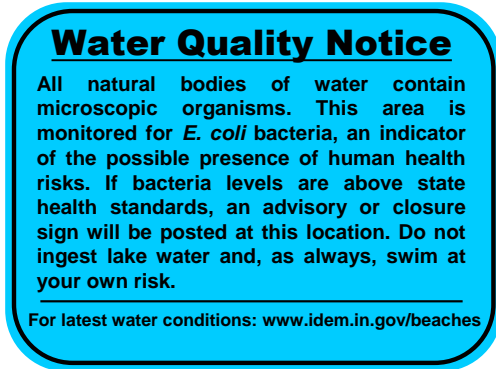 Water Quality Notice
All natural bodies of water contain
microscopic organisms. This area is
monitored for E. coli bacteria, an indicator
of the possible presence of human health
risks. If bacteria levels are above state
health standards, an advisory or closure
sign will be posted at this location. Do not
ingest lake water and, as always, swim at
your own risk.
For latest water conditions: www.idem.in.gov/beaches